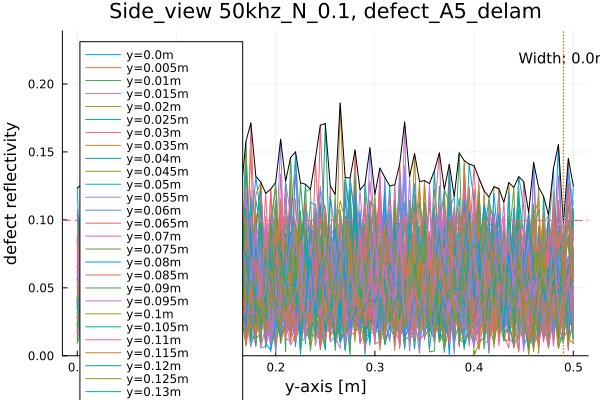 Side_view 50khz_N_0.1, defect_A5_delam
Width: 0.0
defect reflectivity
0.20
0.15
0.10
0.05
0.00
y=0.0m
y=0.005m
y=0.01m
y=0.015m
y=0.02m
y=0.025m
y=0.03m
y=0.035m
y=0.04m
y=0.045m
y=0.05m
y=0.055m
y=0.06m
y=0.065m
y=0.07m
y=0.075m
y=0.08m
y=0.085m
y=0.09m
y=0.095m
y=0.1m
y=0.105m
y=0.11m
y=0.115m
y=0.12m
y=0.125m
y=0.13m
0.2 0.3 0.4 0.5
y-axis [m]